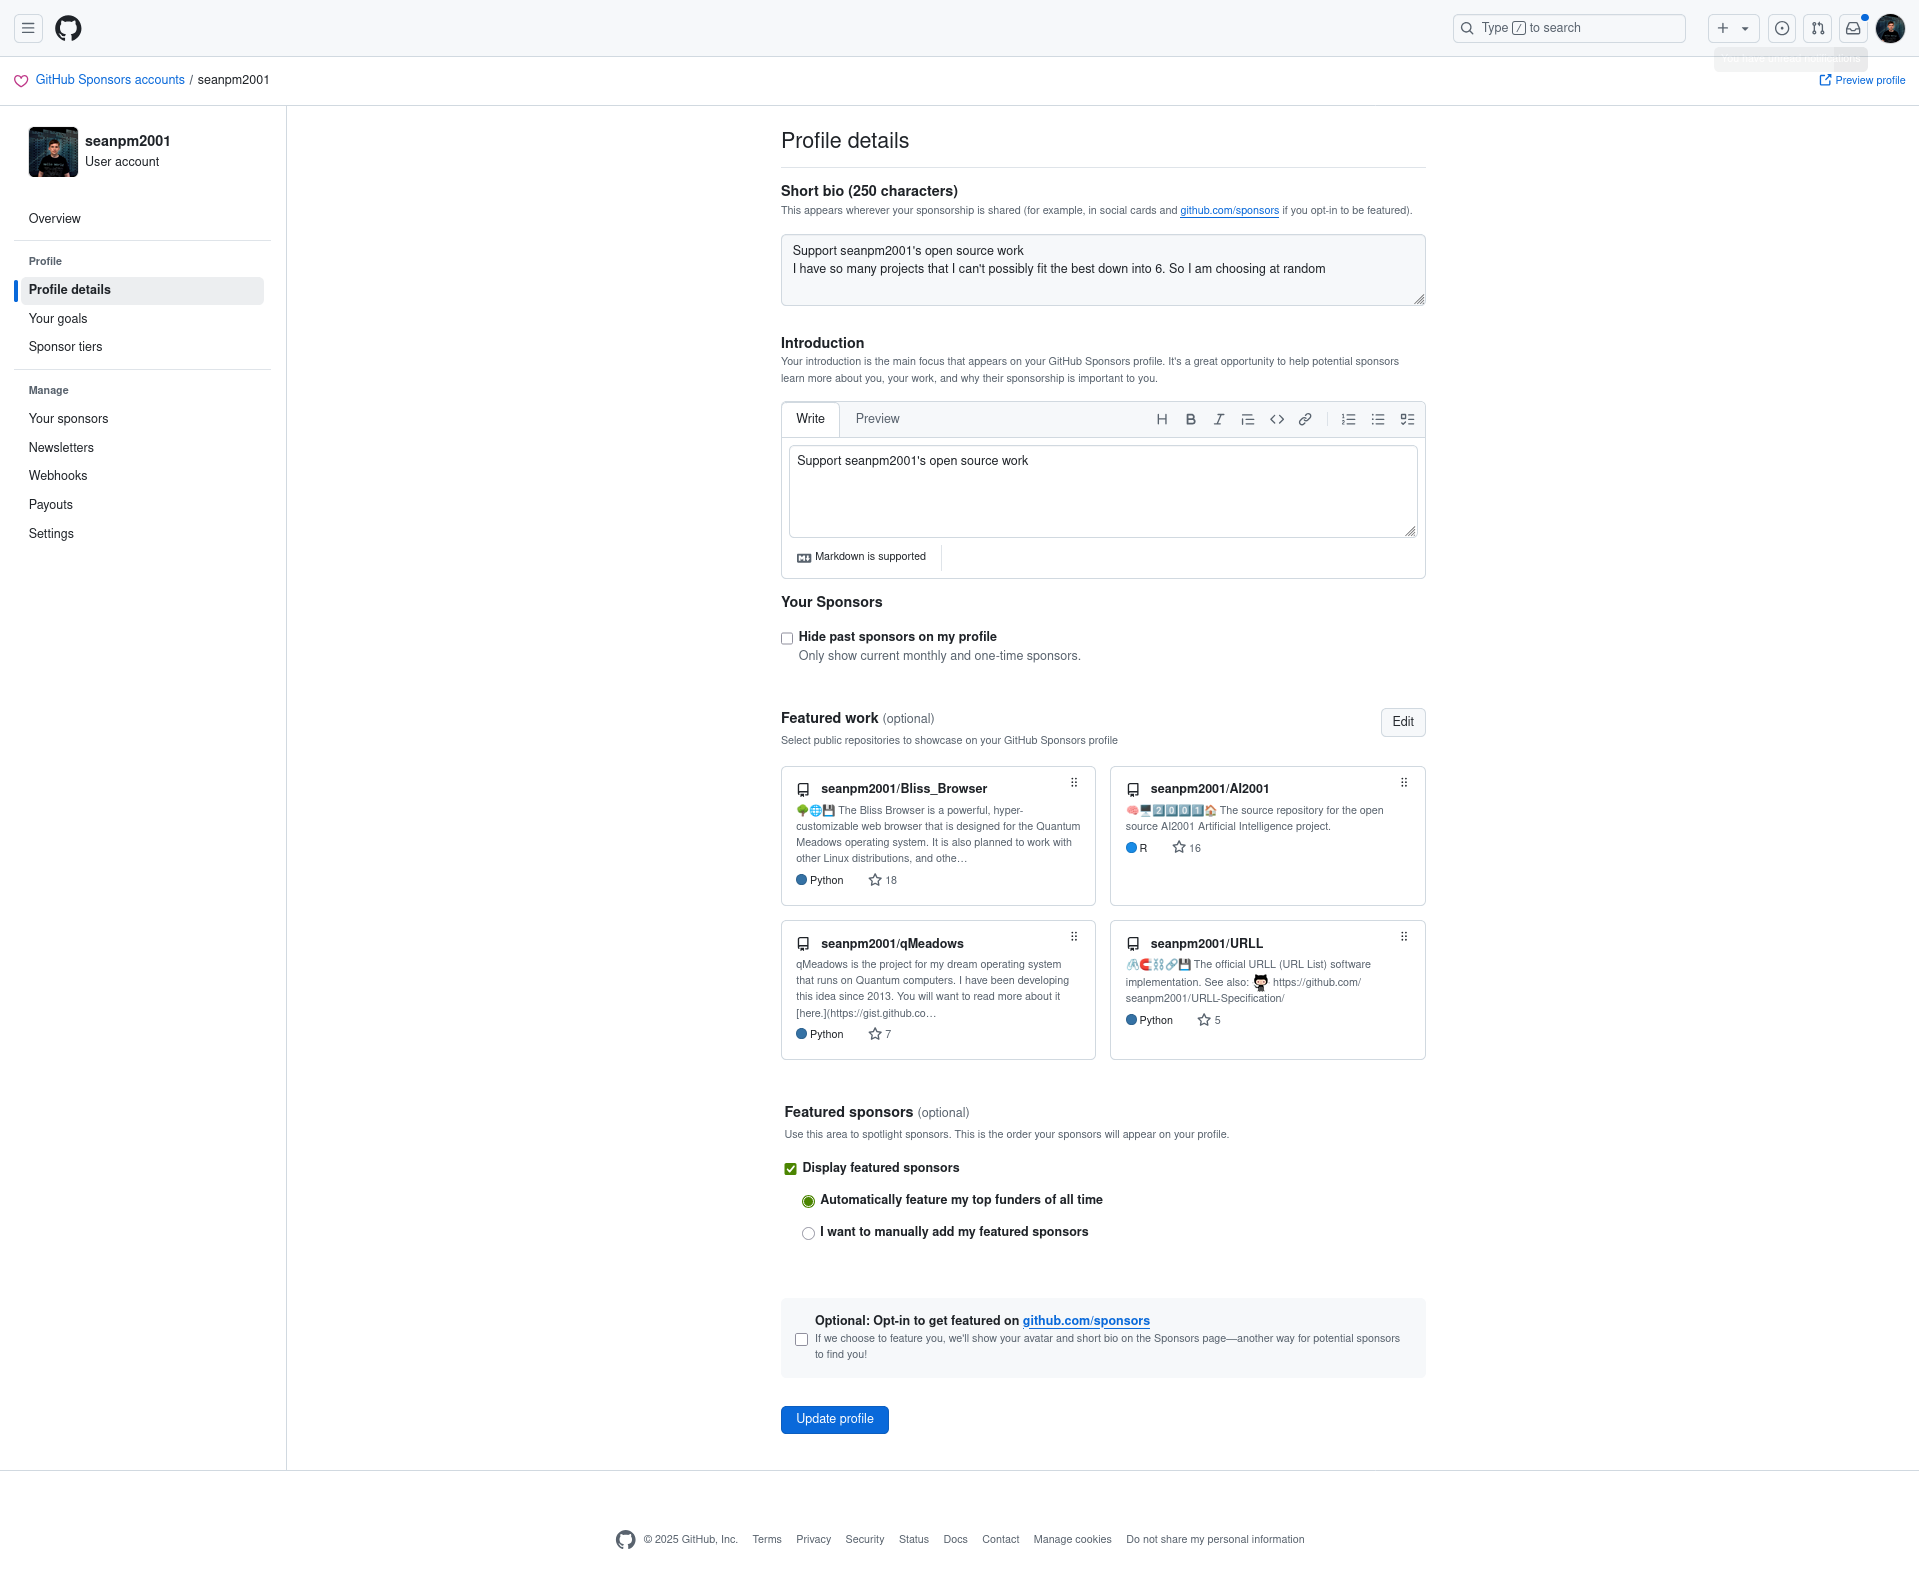 Type / to search
GitHub Sponsors accounts / seanpm2001
Preview profile
seanpm2001
User account
Overview
Profile
Profile details
Your goals
Sponsor tiers
Manage
Your sponsors
Newsletters
Webhooks
Payouts
Settings
Profile details
Short bio (250 characters)
This appears wherever your sponsorship is shared (for example, in social cards and github.com/sponsors if you opt-in to be featured).
Support seanpm2001's open source work
I have so many projects that I can't possibly fit the best down into 6. So I am choosing at random
Introduction
Your introduction is the main focus that appears on your GitHub Sponsors profile. It's a great opportunity to help potential sponsors
learn more about you, your work, and why their sponsorship is important to you.
Write Preview
Support seanpm2001's open source work
Markdown is supported
Your Sponsors
Hide past sponsors on my profile
Only show current monthly and one-time sponsors.
Featured work (optional)
Edit
Select public repositories to showcase on your GitHub Sponsors profile
seanpm2001/Bliss_Browser
🌳🌐💾 The Bliss Browser is a powerful, hyper-
customizable web browser that is designed for the Quantum
Meadows operating system. It is also planned to work with
other Linux distributions, and othe…
Python 18
seanpm2001/AI2001
🧠🖥️2️⃣0️⃣0️⃣1️⃣🏠 The source repository for the open
source AI2001 Artificial Intelligence project.
R 16
seanpm2001/qMeadows
qMeadows is the project for my dream operating system
that runs on Quantum computers. I have been developing
this idea since 2013. You will want to read more about it
[here.](https://gist.github.co…
Python 7
seanpm2001/URLL
🖇️🧲⛓️🔗💾 The official URLL (URL List) software
implementation. See also: https://github.com/
seanpm2001/URLL-Specification/
Python 5
Featured sponsors (optional)
Use this area to spotlight sponsors. This is the order your sponsors will appear on your profile.
Display featured sponsors
Automatically feature my top funders of all time
I want to manually add my featured sponsors
Optional: Opt-in to get featured on github.com/sponsors
If we choose to feature you, we'll show your avatar and short bio on the Sponsors page—another way for potential sponsors
to find you!
Update profile
© 2025 GitHub, Inc. Terms Privacy Security Status Docs Contact Manage cookies Do not share my personal information